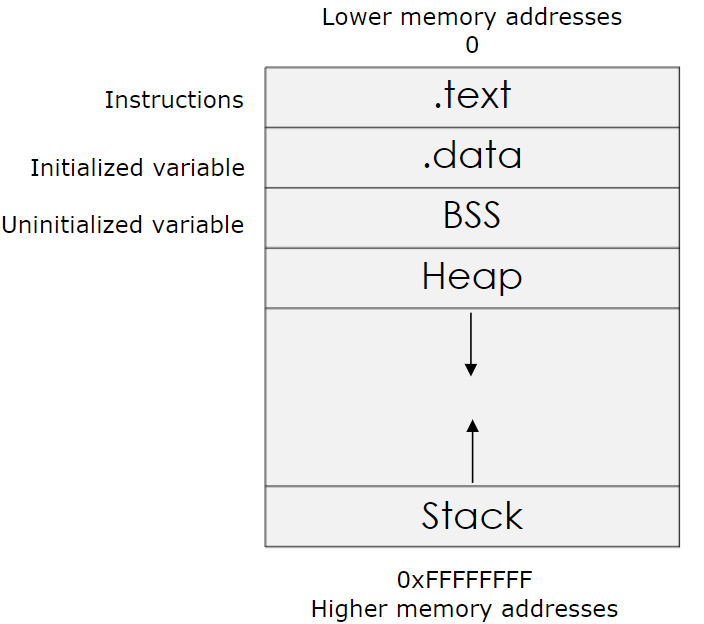 Lower memory addresses
0
Instructions
.text
Initialized variable
.data
Uninitialized variable
BSS
Heap
Stack
0xFFFFFFFF
Higher memory addresses